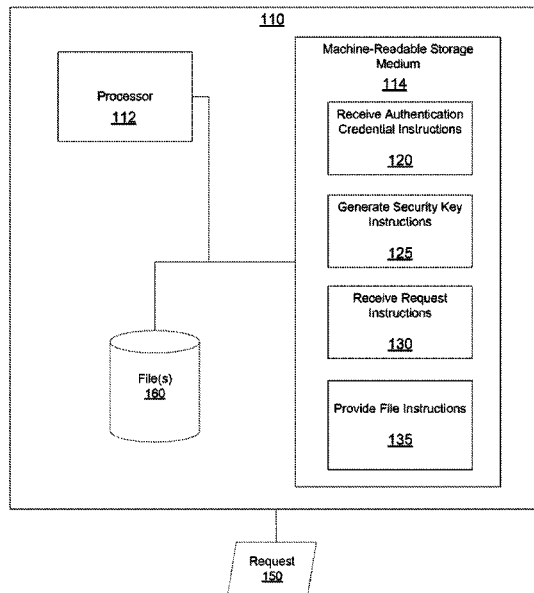 110
Processor
112
Machine-Readable Storage
Medium
114
Receive Authentication
Credential Instructions
120
Generate Security Key
Instructions
125
Receive Request
Instructions
130
Provide File Instructions
135
File(s)
160
Request
150